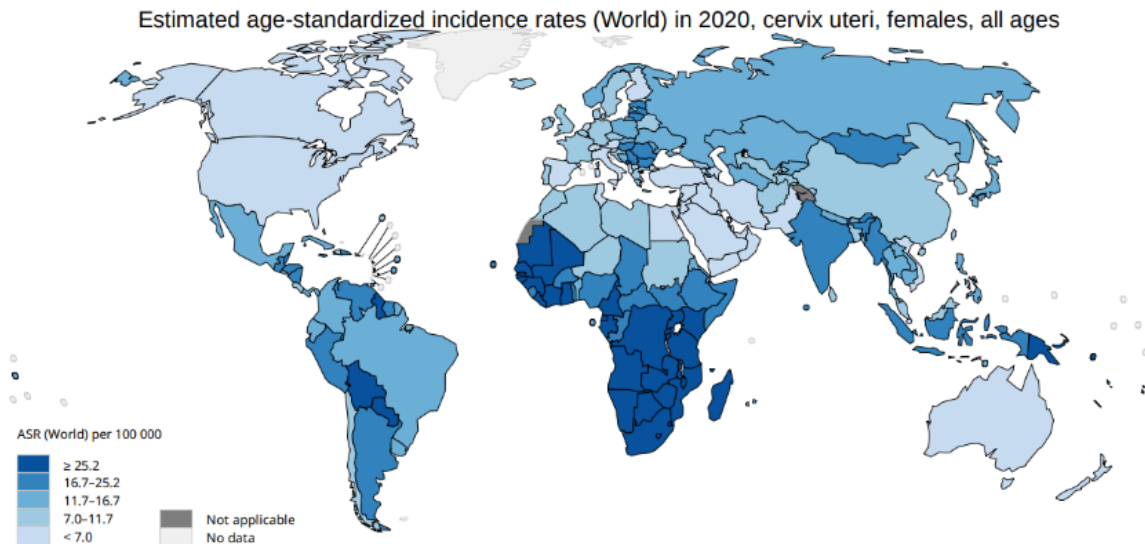 Estimated age-standardized incidence rates (World) in 2020, cervix uteri, females, all ages
ASR (World) per 100 000
≥ 25.2
16.7–25.2
11.7–16.7
7.0–11.7
< 7.0
Not applicable
No data